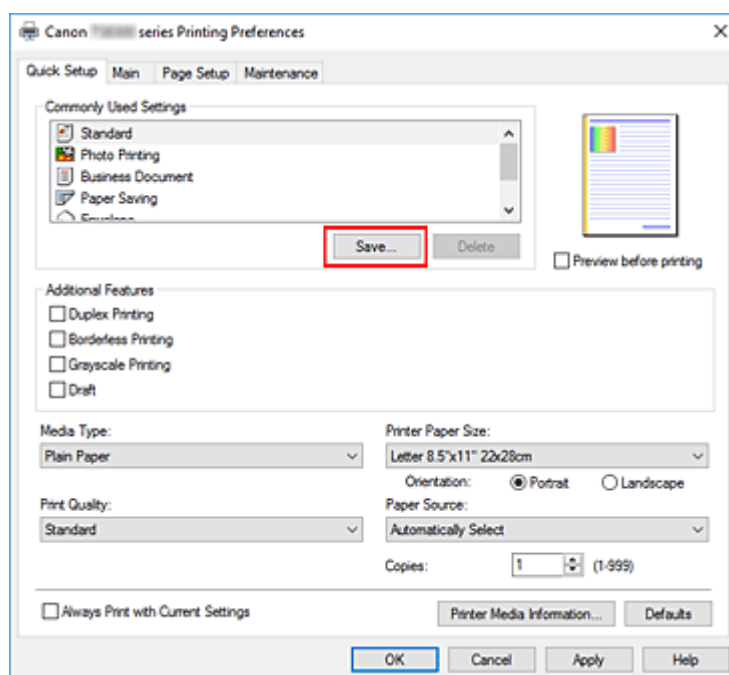 Canon series Printing Preferences
Quick Setup Main Page Setup Maintenance
Commonly Used Settings
Standard
Photo Printing
Business Document
Paper Saving
Save... Delete
Preview before printing
Additional Features
Duplex Printing
Borderless Printing
Grayscale Printing
Draft
Media Type: Printer Paper Size:
Plain Paper Letter 8.5"x11" 22x28cm
Orientation: Portrait Landscape
Print Quality: Paper Source:
Standard Automatically Select
Copies: 1 (1-999)
Always Print with Current Settings Printer Media Information... Defaults
OK Cancel Apply Help